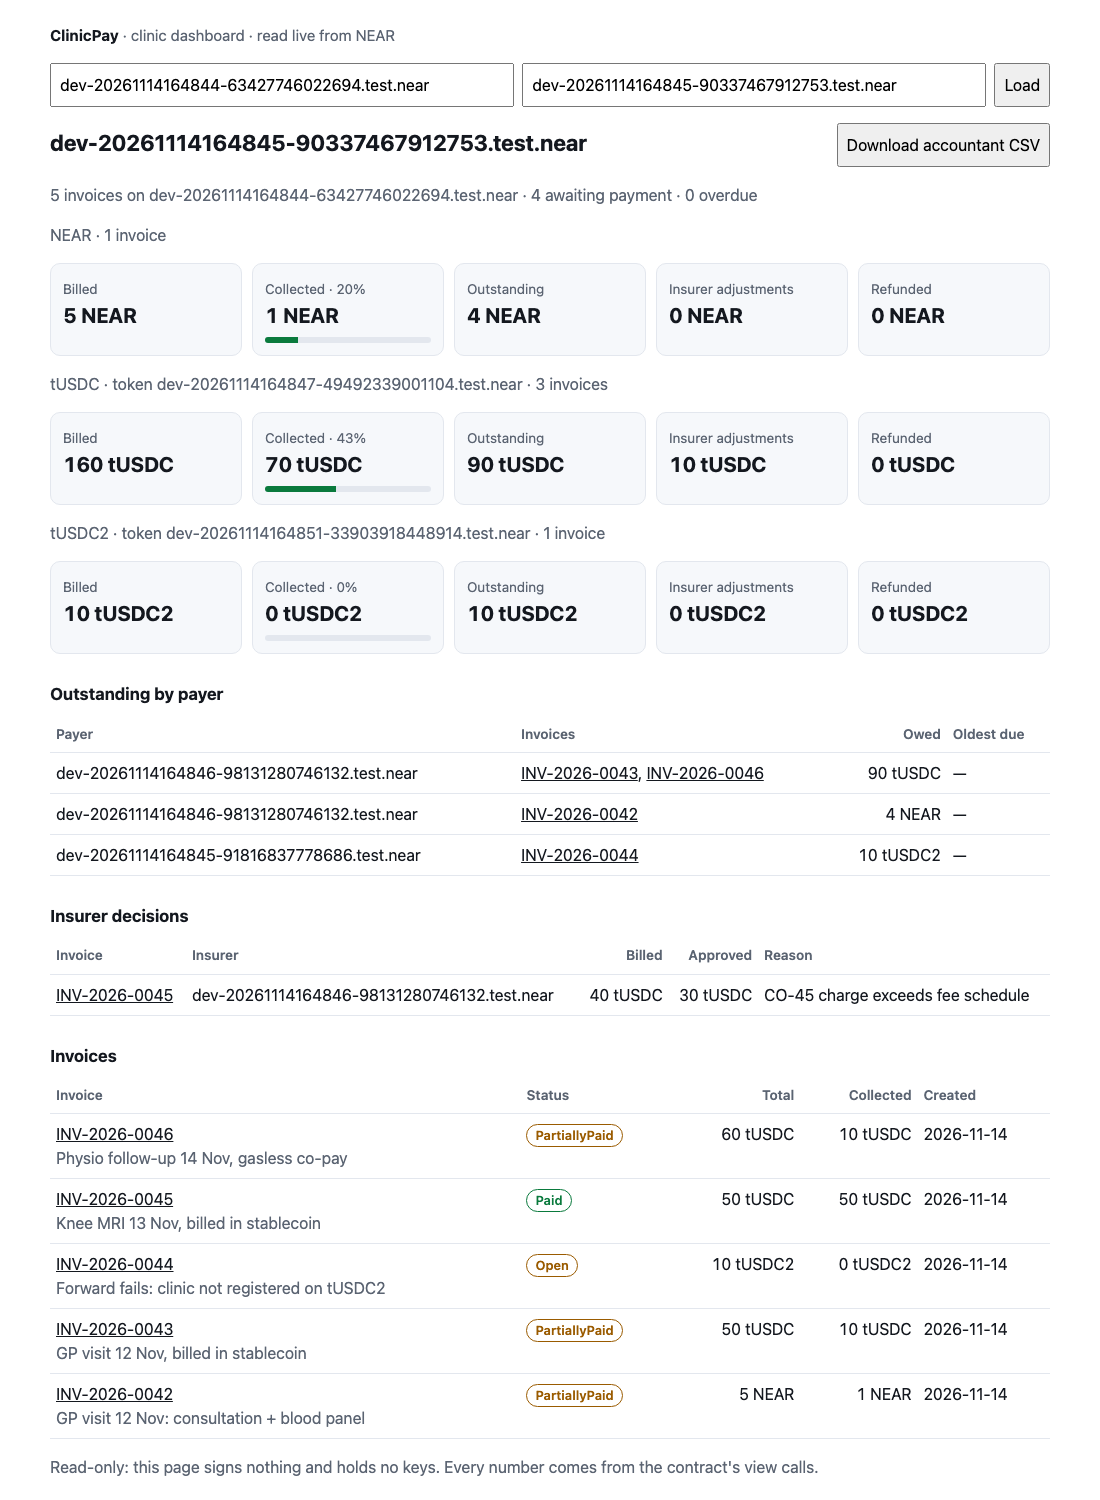 ClinicPay · clinic dashboard · read live from NEAR
dev-20261114164844-63427746022694.test.near dev-20261114164845-90337467912753.test.near Load
dev-20261114164845-90337467912753.test.near Download accountant CSV
5 invoices on dev-20261114164844-63427746022694.test.near · 4 awaiting payment · 0 overdue
NEAR · 1 invoice
Billed Collected · 20% Outstanding Insurer adjustments Refunded
5 NEAR 1 NEAR 4 NEAR 0 NEAR 0 NEAR
tUSDC · token dev-20261114164847-49492339001104.test.near · 3 invoices
Billed Collected · 43% Outstanding Insurer adjustments Refunded
160 tUSDC 70 tUSDC 90 tUSDC 10 tUSDC 0 tUSDC
tUSDC2 · token dev-20261114164851-33903918448914.test.near · 1 invoice
Billed Collected · 0% Outstanding Insurer adjustments Refunded
10 tUSDC2 0 tUSDC2 10 tUSDC2 0 tUSDC2 0 tUSDC2
Outstanding by payer
Payer Invoices Owed Oldest due
dev-20261114164846-98131280746132.test.near INV-2026-0043, INV-2026-0046 90 tUSDC —
dev-20261114164846-98131280746132.test.near INV-2026-0042 4 NEAR —
dev-20261114164845-91816837778686.test.near INV-2026-0044 10 tUSDC2 —
Insurer decisions
Invoice Insurer Billed Approved Reason
INV-2026-0045 dev-20261114164846-98131280746132.test.near 40 tUSDC 30 tUSDC CO-45 charge exceeds fee schedule
Invoices
Invoice Status Total Collected Created
INV-2026-0046 PartiallyPaid 60 tUSDC 10 tUSDC 2026-11-14
Physio follow-up 14 Nov, gasless co-pay
INV-2026-0045 Paid 50 tUSDC 50 tUSDC 2026-11-14
Knee MRI 13 Nov, billed in stablecoin
INV-2026-0044 Open 10 tUSDC2 0 tUSDC2 2026-11-14
Forward fails: clinic not registered on tUSDC2
INV-2026-0043 PartiallyPaid 50 tUSDC 10 tUSDC 2026-11-14
GP visit 12 Nov, billed in stablecoin
INV-2026-0042 PartiallyPaid 5 NEAR 1 NEAR 2026-11-14
GP visit 12 Nov: consultation + blood panel
Read-only: this page signs nothing and holds no keys. Every number comes from the contract's view calls.